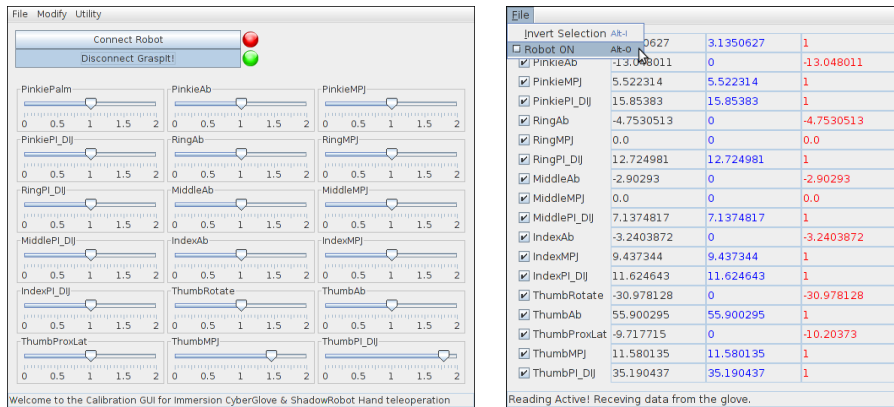 File Modify Utility
Connect Robot
Disconnect GraspIt!
PinkiePalm PinkieAb PinkieMPJ
0 0.5 1 1.5 2 0 0.5 1 1.5 2 0 0.5 1 1.5 2
PinkiePI_DIJ RingAb RingMPJ
0 0.5 1 1.5 2 0 0.5 1 1.5 2 0 0.5 1 1.5 2
RingPI_DIJ MiddleAb MiddleMPJ
0 0.5 1 1.5 2 0 0.5 1 1.5 2 0 0.5 1 1.5 2
MiddlePI_DIJ IndexAb IndexMPJ
0 0.5 1 1.5 2 0 0.5 1 1.5 2 0 0.5 1 1.5 2
IndexPI_DIJ ThumbRotate ThumbAb
0 0.5 1 1.5 2 0 0.5 1 1.5 2 0 0.5 1 1.5 2
ThumbProxLat ThumbMPJ ThumbPI_DIJ
0 0.5 1 1.5 2 0 0.5 1 1.5 2 0 0.5 1 1.5 2
Welcome to the Calibration GUI for Immersion CyberGlove & ShadowRobot Hand teleoperation
File
Invert Selection Alt-I
Robot ON Alt-O
0627 3.1350627 1
PinkieAb -13.048011 0 -13.048011
PinkieMPJ 5.522314 5.522314 1
PinkiePI_DIJ 15.85383 15.85383 1
RingAb -4.7530513 0 -4.7530513
RingMPJ 0.0 0.0 0.0
RingPI_DIJ 12.724981 12.724981 1
MiddleAb -2.90293 0 -2.90293
MiddleMPJ 0.0 0.0 0.0
MiddlePI_DIJ 7.1374817 7.1374817 1
IndexAb -3.2403872 0 -3.2403872
IndexMPJ 9.437344 9.437344 1
IndexPI_DIJ 11.624643 11.624643 1
ThumbRotate -30.978128 0 -30.978128
ThumbAb 55.900295 55.900295 1
ThumbProxLat -9.717715 0 -10.20373
ThumbMPJ 11.580135 11.580135 1
ThumbPI_DIJ 35.190437 35.190437 1
Reading Active! Receving data from the glove.